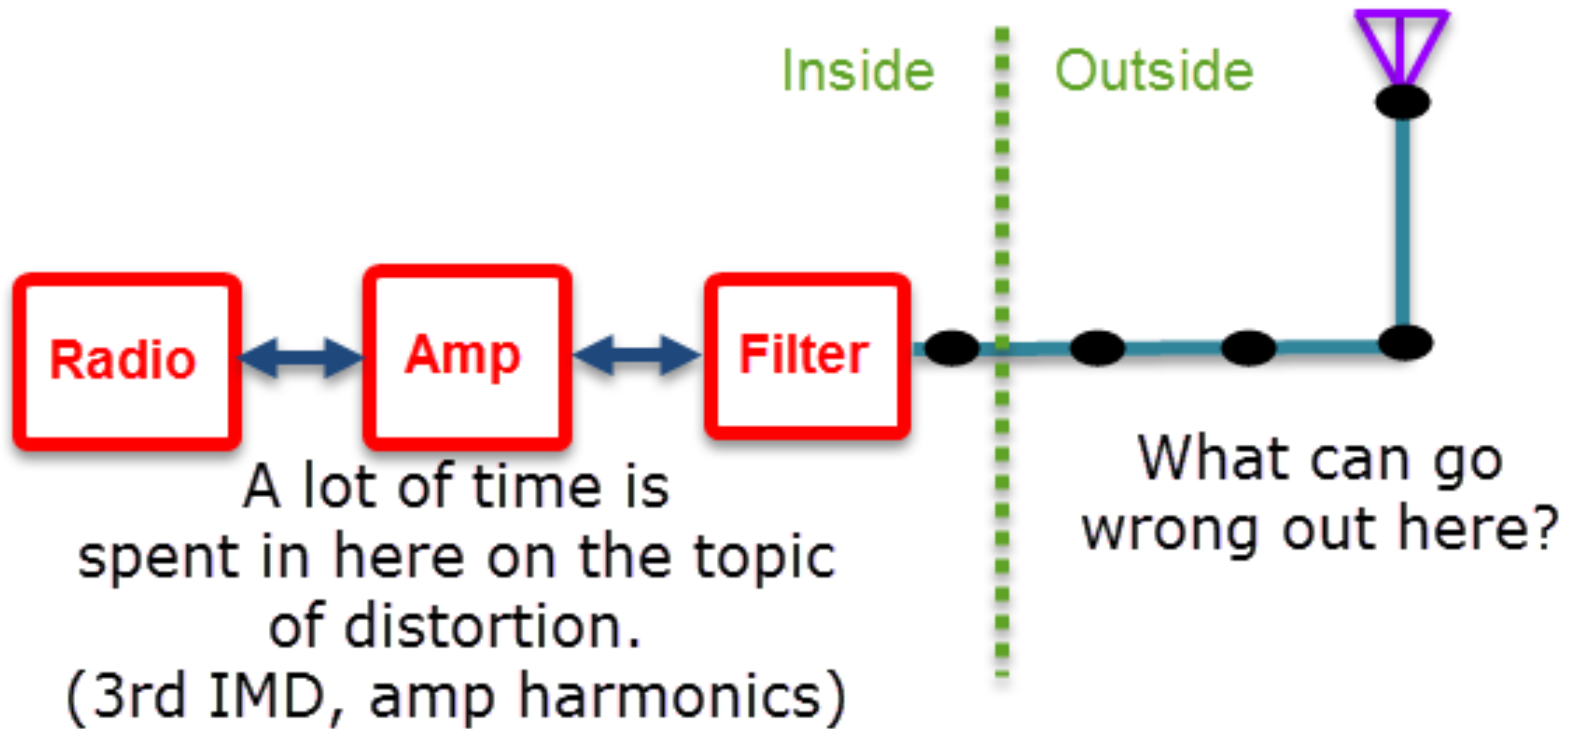 Inside
Outside
Radio
Amp
Filter
A lot of time is
spent in here on the topic
of distortion.
(3rd IMD, amp harmonics)
What can go
wrong out here?